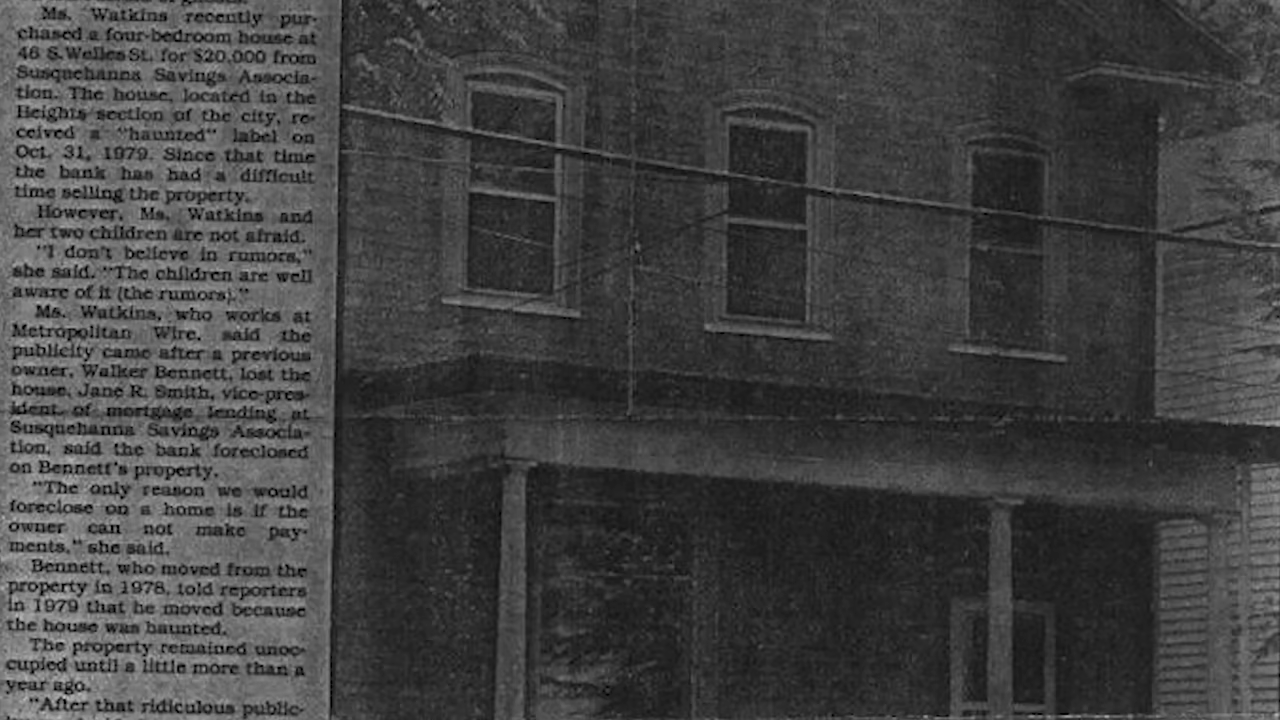 of ghosts.
Ms. Watkins recently pur-
chased a four-bedroom house at
46 S.Welles St. for $20,000 from
Susquehanna Savings Associa-
tion. The house, located in the
Heights section of the city, re-
ceived a "haunted" label on
Oct. 31, 1979. Since that time
the bank has had a difficult
time selling the property.
However, Ms. Watkins and
her two children are not afraid.
"I don't believe in rumors,"
she said. "The children are well
aware of it (the rumors)."
Ms. Watkins, who works at
Metropolitan Wire, said the
publicity came after a previous
owner, Walker Bennett, lost the
house. Jane R. Smith, vice-pres-
ident of mortgage lending at
Susquehanna Savings Associa-
tion, said the bank foreclosed
on Bennett's property.
"The only reason we would
foreclose on a home is if the
owner can not make pay-
ments," she said.
Bennett, who moved from the
property in 1978, told reporters
in 1979 that he moved because
the house was haunted.
The property remained unoc-
cupied until a little more than a
year ago.
"After that ridiculous public-